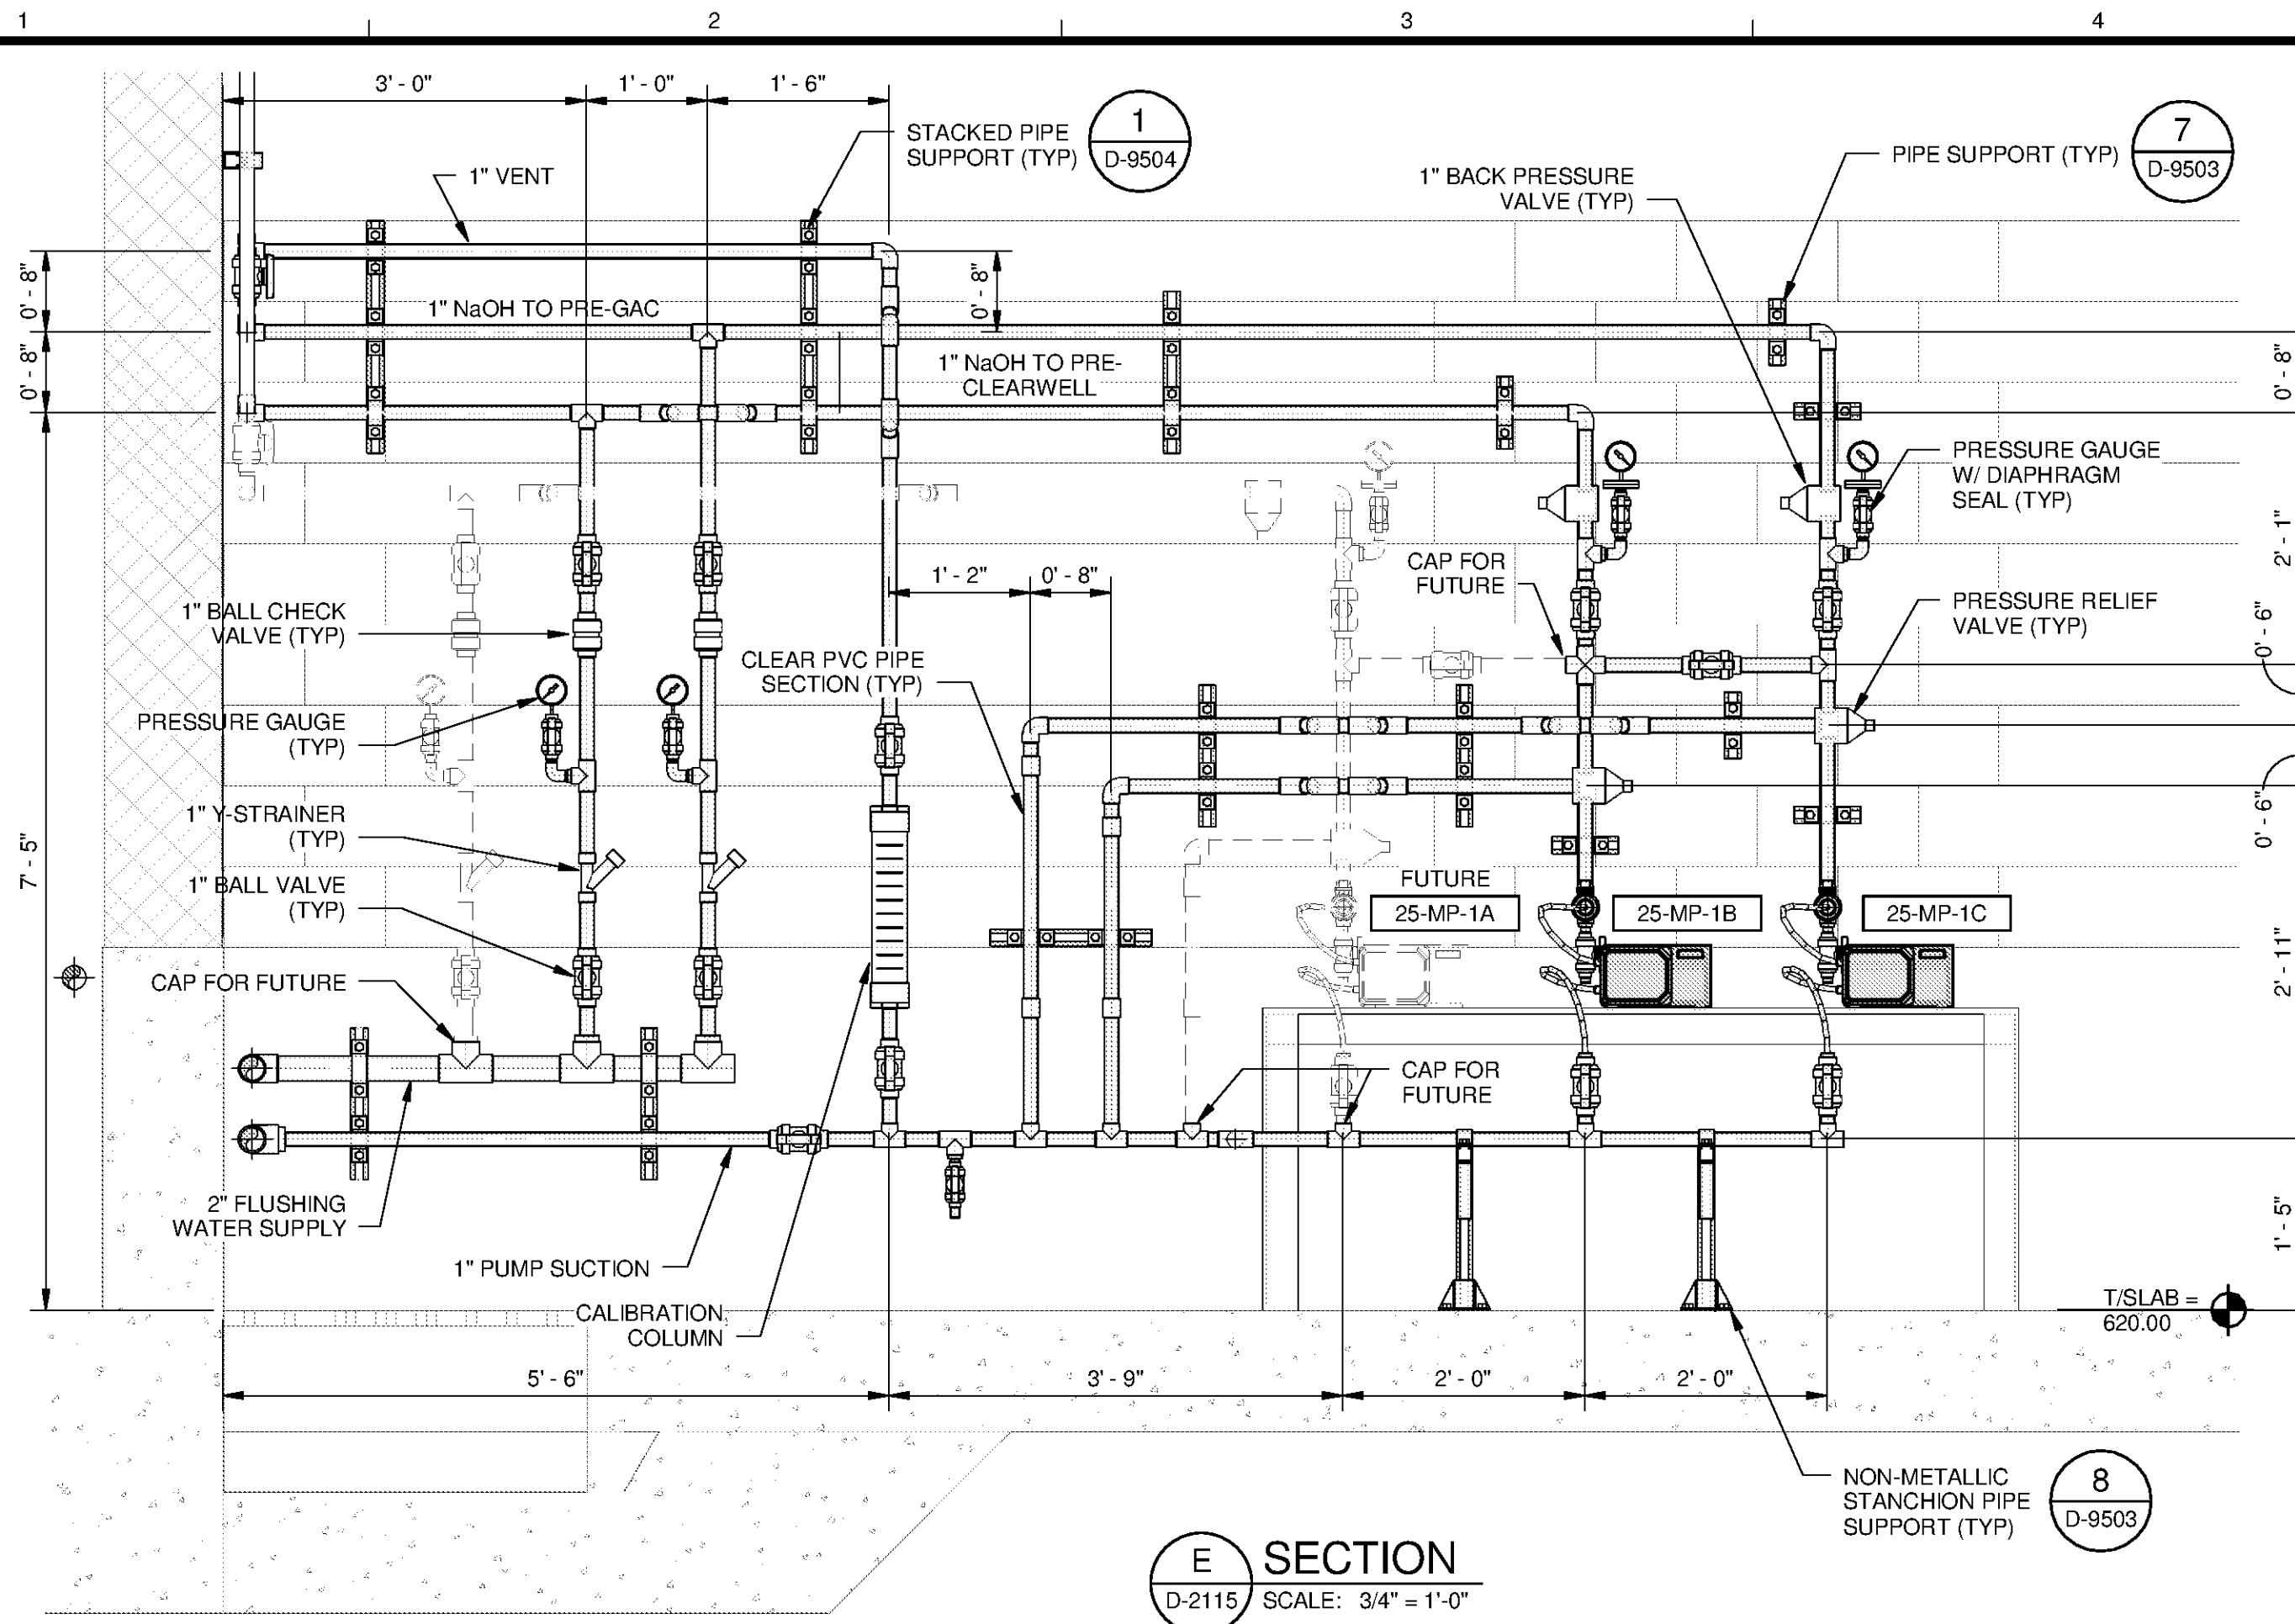 1
2
3
4
3' - 0"
1' - 0"
1' - 6"
STACKED PIPE
SUPPORT (TYP)
1
D-9504
1" VENT
1" BACK PRESSURE
VALVE (TYP)
PIPE SUPPORT (TYP)
7
D-9503
0' - 8"
0' - 8"
0' - 8"
1" NaOH TO PRE-GAC
1" NaOH TO PRE-
CLEARWELL
0' - 8"
PRESSURE GAUGE
W/ DIAPHRAGM
SEAL (TYP)
2' - 1"
CAP FOR
FUTURE
1' - 2"
0' - 8"
1" BALL CHECK
VALVE (TYP)
PRESSURE RELIEF
VALVE (TYP)
0' - 6"
CLEAR PVC PIPE
SECTION (TYP)
PRESSURE GAUGE
(TYP)
1" Y-STRAINER
(TYP)
0' - 6"
7' - 5"
1" BALL VALVE
(TYP)
FUTURE
25-MP-1A
25-MP-1B
25-MP-1C
2' - 11"
CAP FOR FUTURE
CAP FOR
FUTURE
2" FLUSHING
WATER SUPPLY
1' - 5"
1" PUMP SUCTION
CALIBRATION
COLUMN
T/SLAB =
620.00
5' - 6"
3' - 9"
2' - 0"
2' - 0"
NON-METALLIC
STANCHION PIPE
SUPPORT (TYP)
8
D-9503
E
D-2115
SECTION
SCALE: 3/4" = 1'-0"